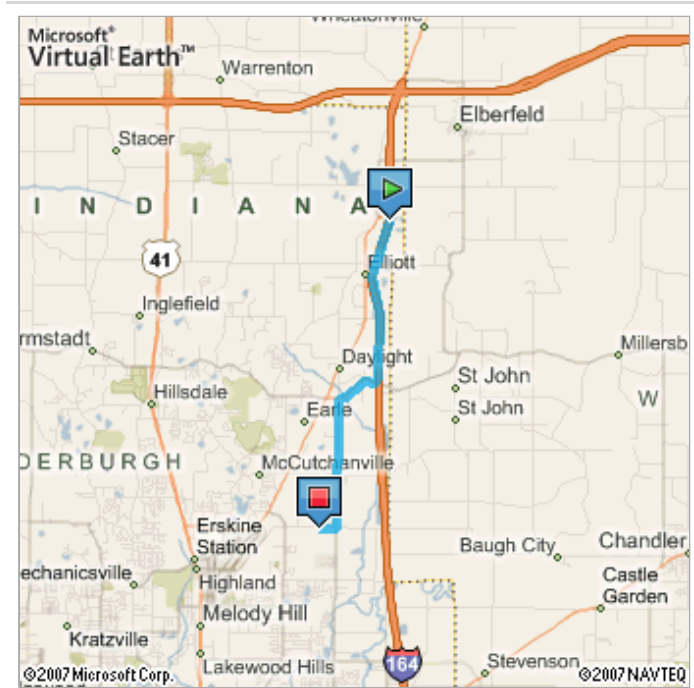 Wheatonville
Microsoft®
Virtual Earth™
Warrenton
Elberfeld
Stacer
INDIANA
41
Elliott
Inglefield
rmstadt
Daylight
Millersb
St John
Hillsdale
W
Earle
St John
DERBURGH
McCutchanville
Erskine
Station
Baugh City
Chandler
echanicsville
Highland
Castle
Garden
Melody Hill
Kratzville
Lakewood Hills
164
Stevenson
©2007 Microsoft Corp.
©2007 NAVTEQ